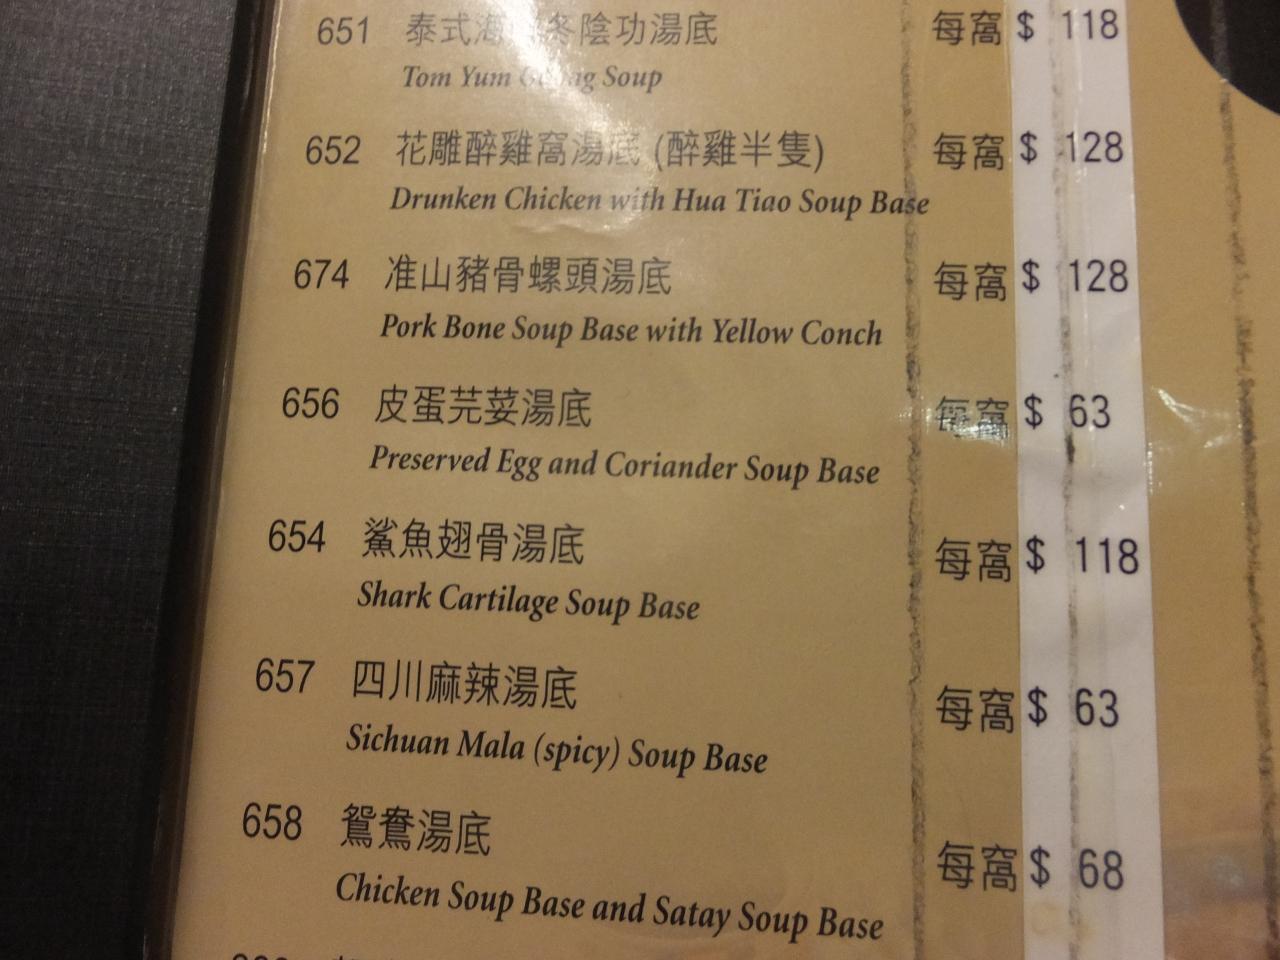 651 泰式海 冬陰功湯底 每窩 $ 118
Tom Yum Soup
652 花雕醉雞窩湯底 (醉雞半隻) 每窩 $ 128
Drunken Chicken with Hua Tiao Soup Base
674 准山豬骨螺頭湯底 每窩 $ 128
Pork Bone Soup Base with Yellow Conch
656 皮蛋芫荽湯底 每窩 $ 63
Preserved Egg and Coriander Soup Base
654 鯊魚翅骨湯底 每窩 $ 118
Shark Cartilage Soup Base
657 四川麻辣湯底 每窩 $ 63
Sichuan Mala (spicy) Soup Base
658 鴛鴦湯底 每窩 $ 68
Chicken Soup Base and Satay Soup Base